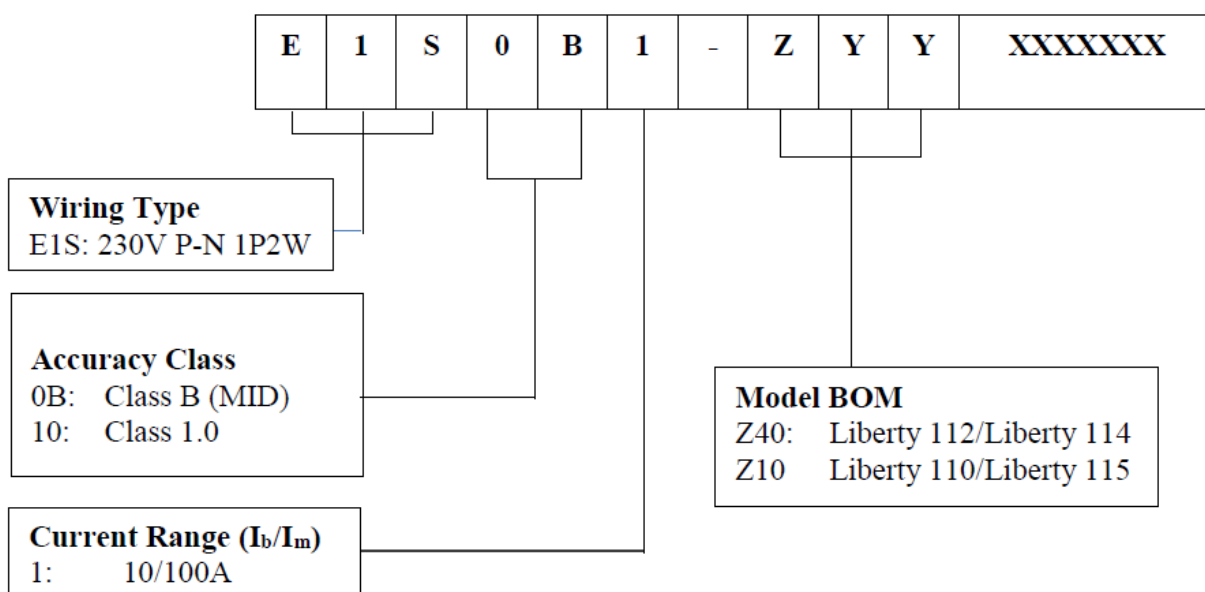 E 1 S 0 B 1 - Z Y Y XXXXXXX
Wiring Type
E1S: 230V P-N 1P2W
Accuracy Class
0B: Class B (MID)
10: Class 1.0
Model BOM
Z40: Liberty 112/Liberty 114
Z10 Liberty 110/Liberty 115
Current Range (Ib/Im)
1: 10/100A